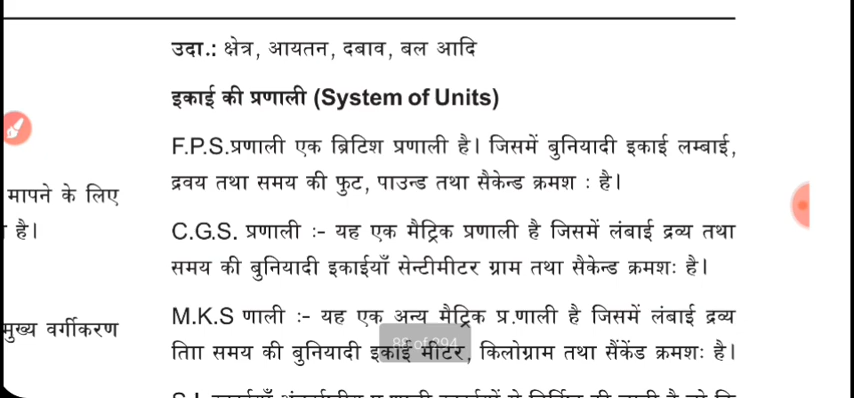 उदा.: क्षेत्र, आयतन, दबाव, बल आदि
इकाई की प्रणाली (System of Units)
F.P.S.प्रणाली एक ब्रिटिश प्रणाली है। जिसमें बुनियादी इकाई लम्बाई,
द्रवय तथा समय की फुट, पाउन्ड तथा सैकेन्ड क्रमश : है।
मापने के लिए
है।
C.G.S. प्रणाली :- यह एक मैट्रिक प्रणाली है जिसमें लंबाई द्रव्य तथा
समय की बुनियादी इकाईयाँ सेन्टीमीटर ग्राम तथा सैकेन्ड क्रमशः है।
मुख्य वर्गीकरण
M.K.S णाली :- यह एक अन्य मैट्रिक प्र.णाली है जिसमें लंबाई द्रव्य
तिाा समय की बुनियादी इकाई मीटर, किलोग्राम तथा सैंकेंड क्रमशः है।